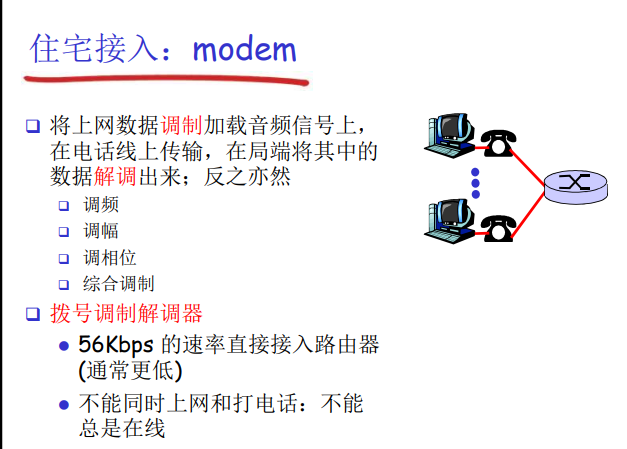 住宅接入：modem
将上网数据调制加载音频信号上，
在电话线上传输，在局端将其中的
数据解调出来；反之亦然
调频
调幅
调相位
综合调制
拨号调制解调器
56Kbps 的速率直接接入路由器
(通常更低)
不能同时上网和打电话：不能
总是在线